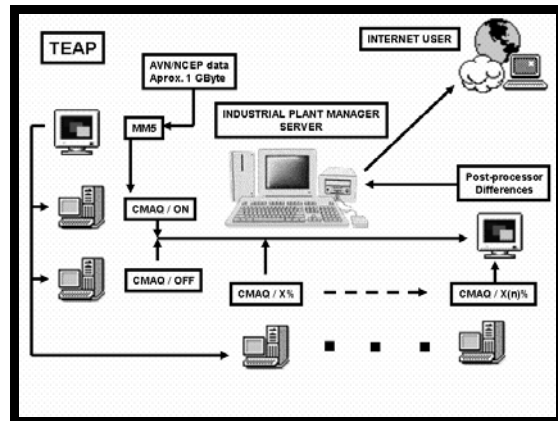 TEAP
AVN/NCEP data
Aprox. 1 GByte
INTERNET USER
MM5
INDUSTRIAL PLANT MANAGER
SERVER
Post-processor
Differences
CMAQ / ON
CMAQ / OFF
CMAQ / X%
CMAQ / X(n)%